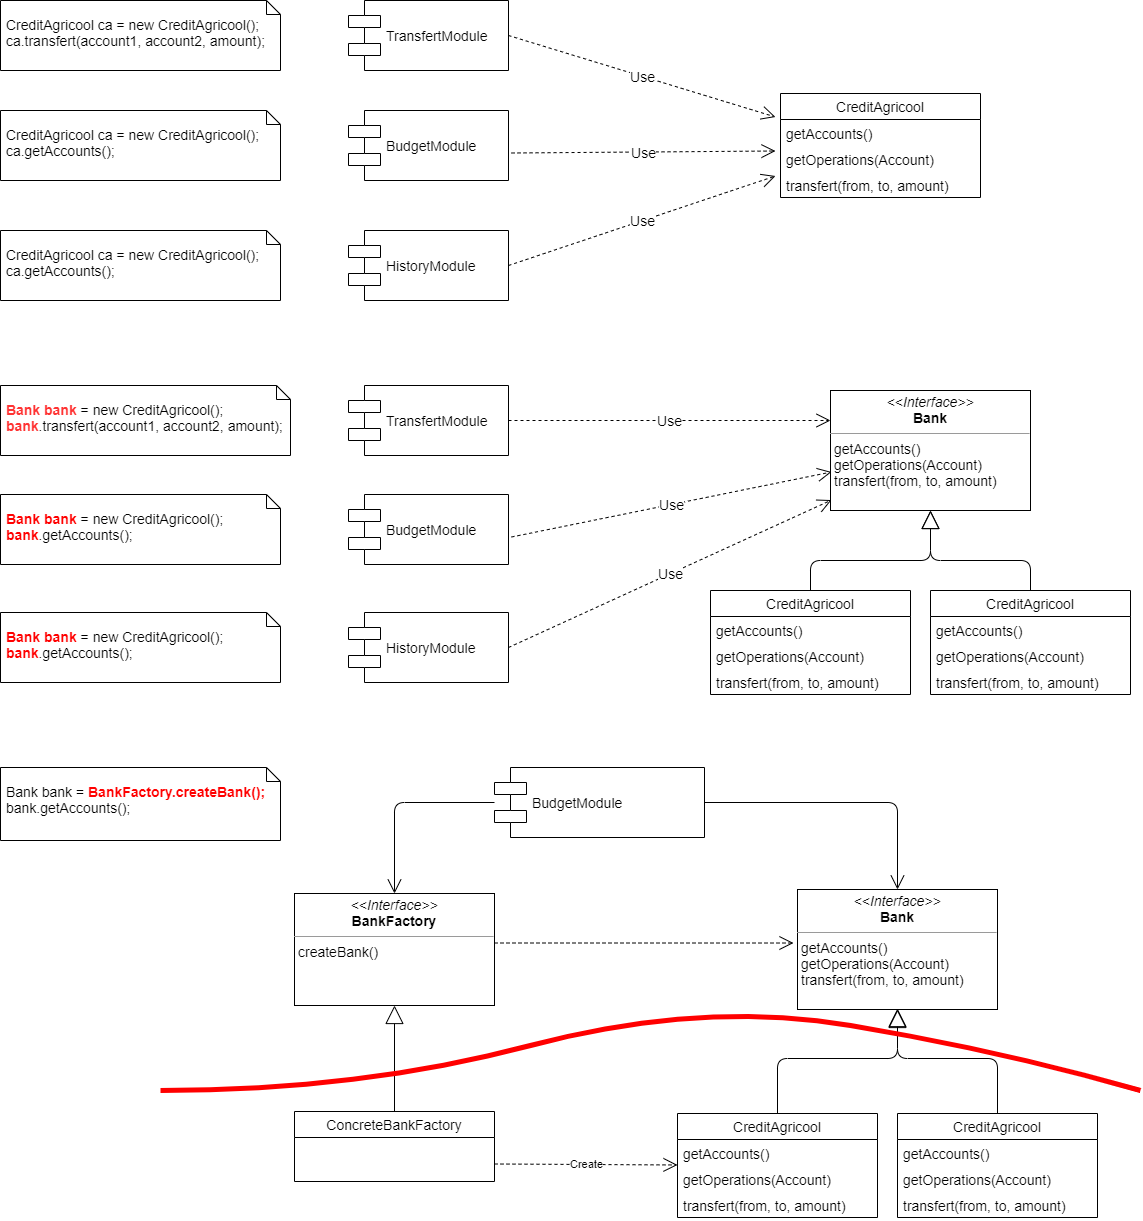 CreditAgricool ca = new CreditAgricool();
ca.transfert(account1, account2, amount);
TransfertModule
Use
CreditAgricool
getAccounts()
getOperations(Account)
transfert(from, to, amount)
CreditAgricool ca = new CreditAgricool();
ca.getAccounts();
BudgetModule
Use
CreditAgricool ca = new CreditAgricool();
ca.getAccounts();
HistoryModule
Use
Bank bank = new CreditAgricool();
bank.transfert(account1, account2, amount);
TransfertModule
Use
<<Interface>>
Bank
getAccounts()
getOperations(Account)
transfert(from, to, amount)
Bank bank = new CreditAgricool();
bank.getAccounts();
BudgetModule
Use
Bank bank = new CreditAgricool();
bank.getAccounts();
HistoryModule
Use
CreditAgricool
getAccounts()
getOperations(Account)
transfert(from, to, amount)
CreditAgricool
getAccounts()
getOperations(Account)
transfert(from, to, amount)
Bank bank = BankFactory.createBank();
bank.getAccounts();
BudgetModule
<<Interface>>
BankFactory
createBank()
<<Interface>>
Bank
getAccounts()
getOperations(Account)
transfert(from, to, amount)
ConcreteBankFactory
Create
CreditAgricool
getAccounts()
getOperations(Account)
transfert(from, to, amount)
CreditAgricool
getAccounts()
getOperations(Account)
transfert(from, to, amount)